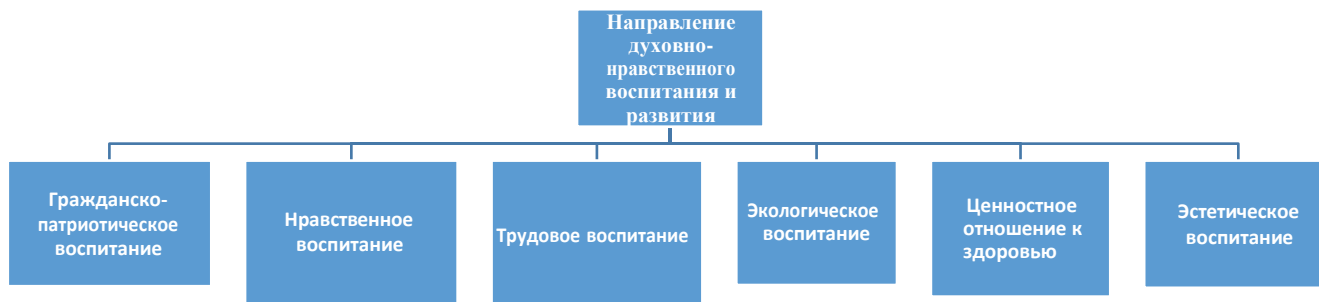 Направление
духовно-
нравственного
воспитания и
развития
Гражданско-
патриотическое
воспитание
Нравственное
воспитание
Трудовое воспитание
Экологическое
воспитание
Ценностное
отношение к
здоровью
Эстетическое
воспитание